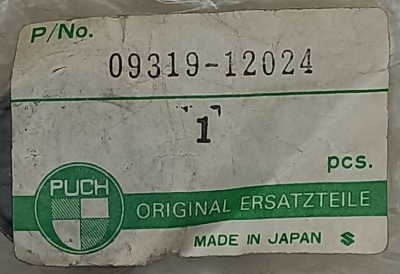 P/No.
09319-12024
1
pcs.
PUCH
ORIGINAL ERSATZTEILE
MADE IN JAPAN S